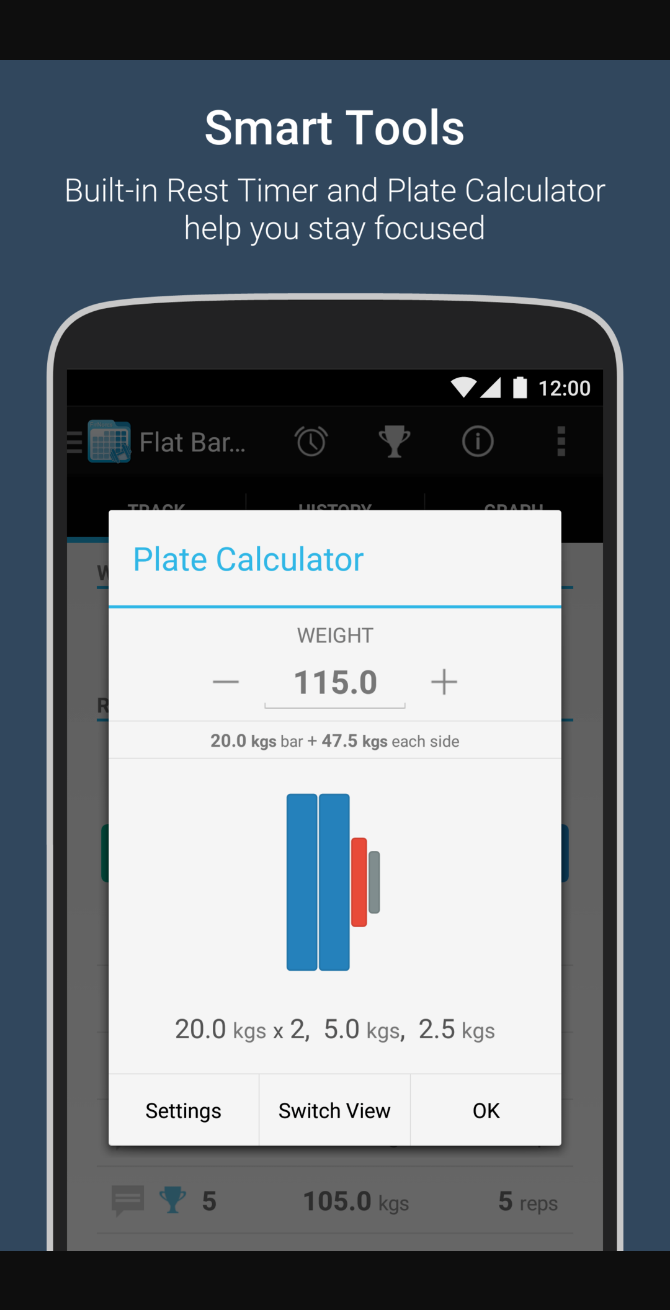 Smart Tools
Built-in Rest Timer and Plate Calculator
help you stay focused
12:00
Flat Bar...
TRACK HISTORY GRAPH
Plate Calculator
W
WEIGHT
115.0
R
20.0 kgs bar + 47.5 kgs each side
20.0 kgs x 2, 5.0 kgs, 2.5 kgs
Settings Switch View OK
5 105.0 kgs 5 reps